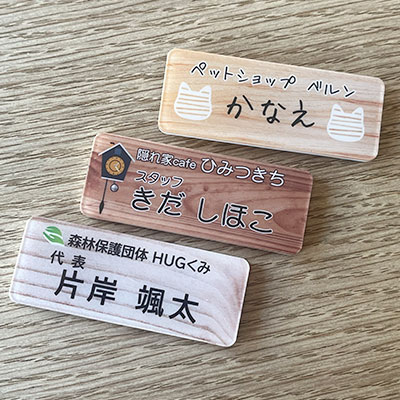 ペットショップ ベルン
かなえ
隠れ家cafe ひみつきち
スタッフ
きだ しほこ
森林保護団体 HUGくみ
代表
片岸 颯太